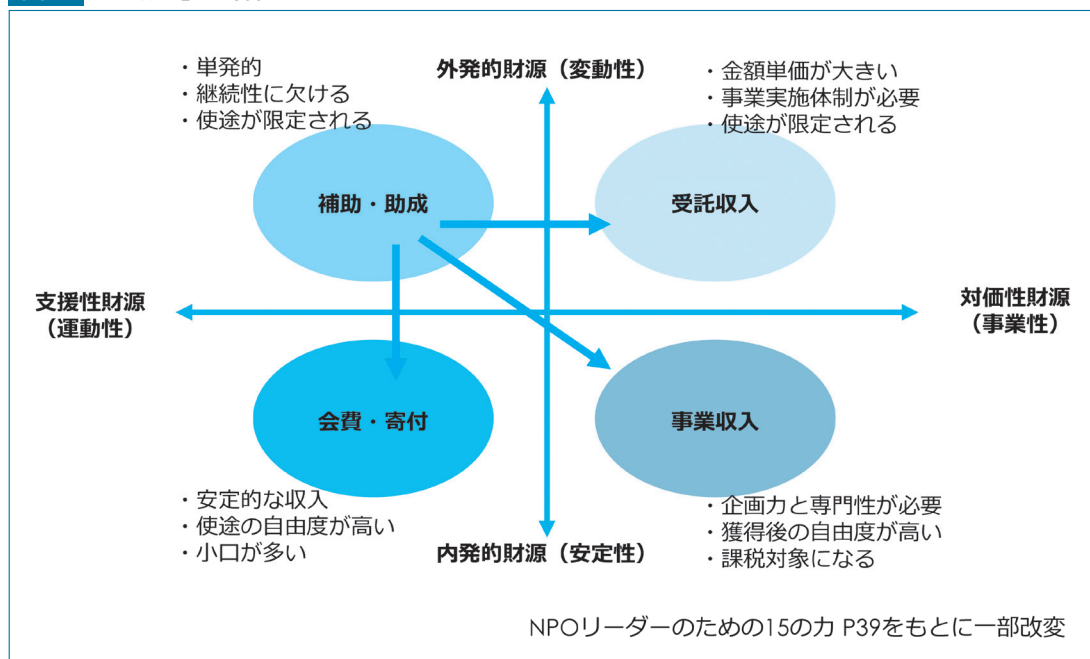 ・単発的
・継続性に欠ける
・使途が限定される
外発的財源（変動性）
・金額単価が大きい
・事業実施体制が必要
・使途が限定される
補助・助成
受託収入
支援性財源
（運動性）
対価性財源
（事業性）
会費・寄付
事業収入
・安定的な収入
・使途の自由度が高い
・小口が多い
内発的財源（安定性）
・企画力と専門性が必要
・獲得後の自由度が高い
・課税対象になる
NPOリーダーのための15の力 P39をもとに一部改変